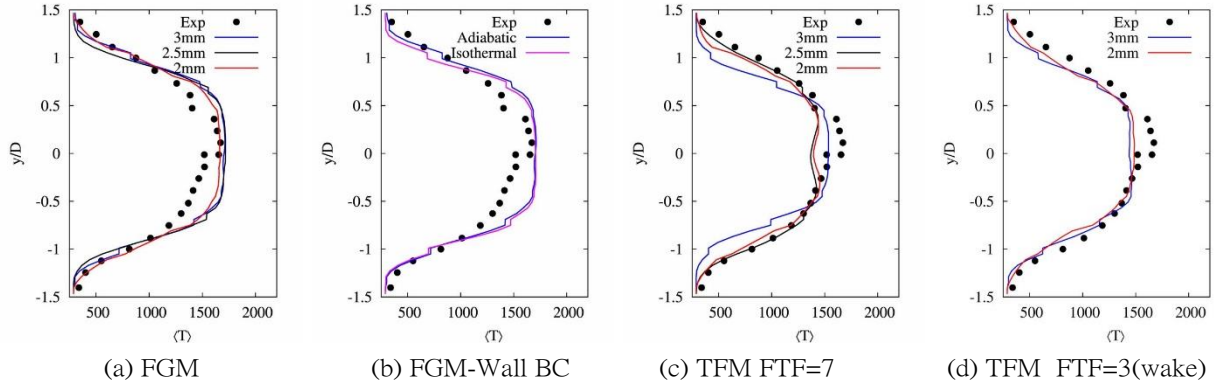 1.5
1
0.5
0
-0.5
-1
-1.5
y/D
Exp
3mm
2.5mm
2mm
500 1000 1500 2000
⟨T⟩
(a) FGM
1.5
1
0.5
0
-0.5
-1
-1.5
y/D
Exp
Adiabatic
Isothermal
500 1000 1500 2000
⟨T⟩
(b) FGM-Wall BC
1.5
1
0.5
0
-0.5
-1
-1.5
y/D
Exp
3mm
2.5mm
2mm
500 1000 1500 2000
⟨T⟩
(c) TFM FTF=7
1.5
1
0.5
0
-0.5
-1
-1.5
y/D
Exp
3mm
2mm
500 1000 1500 2000
⟨T⟩
(d) TFM FTF=3(wake)